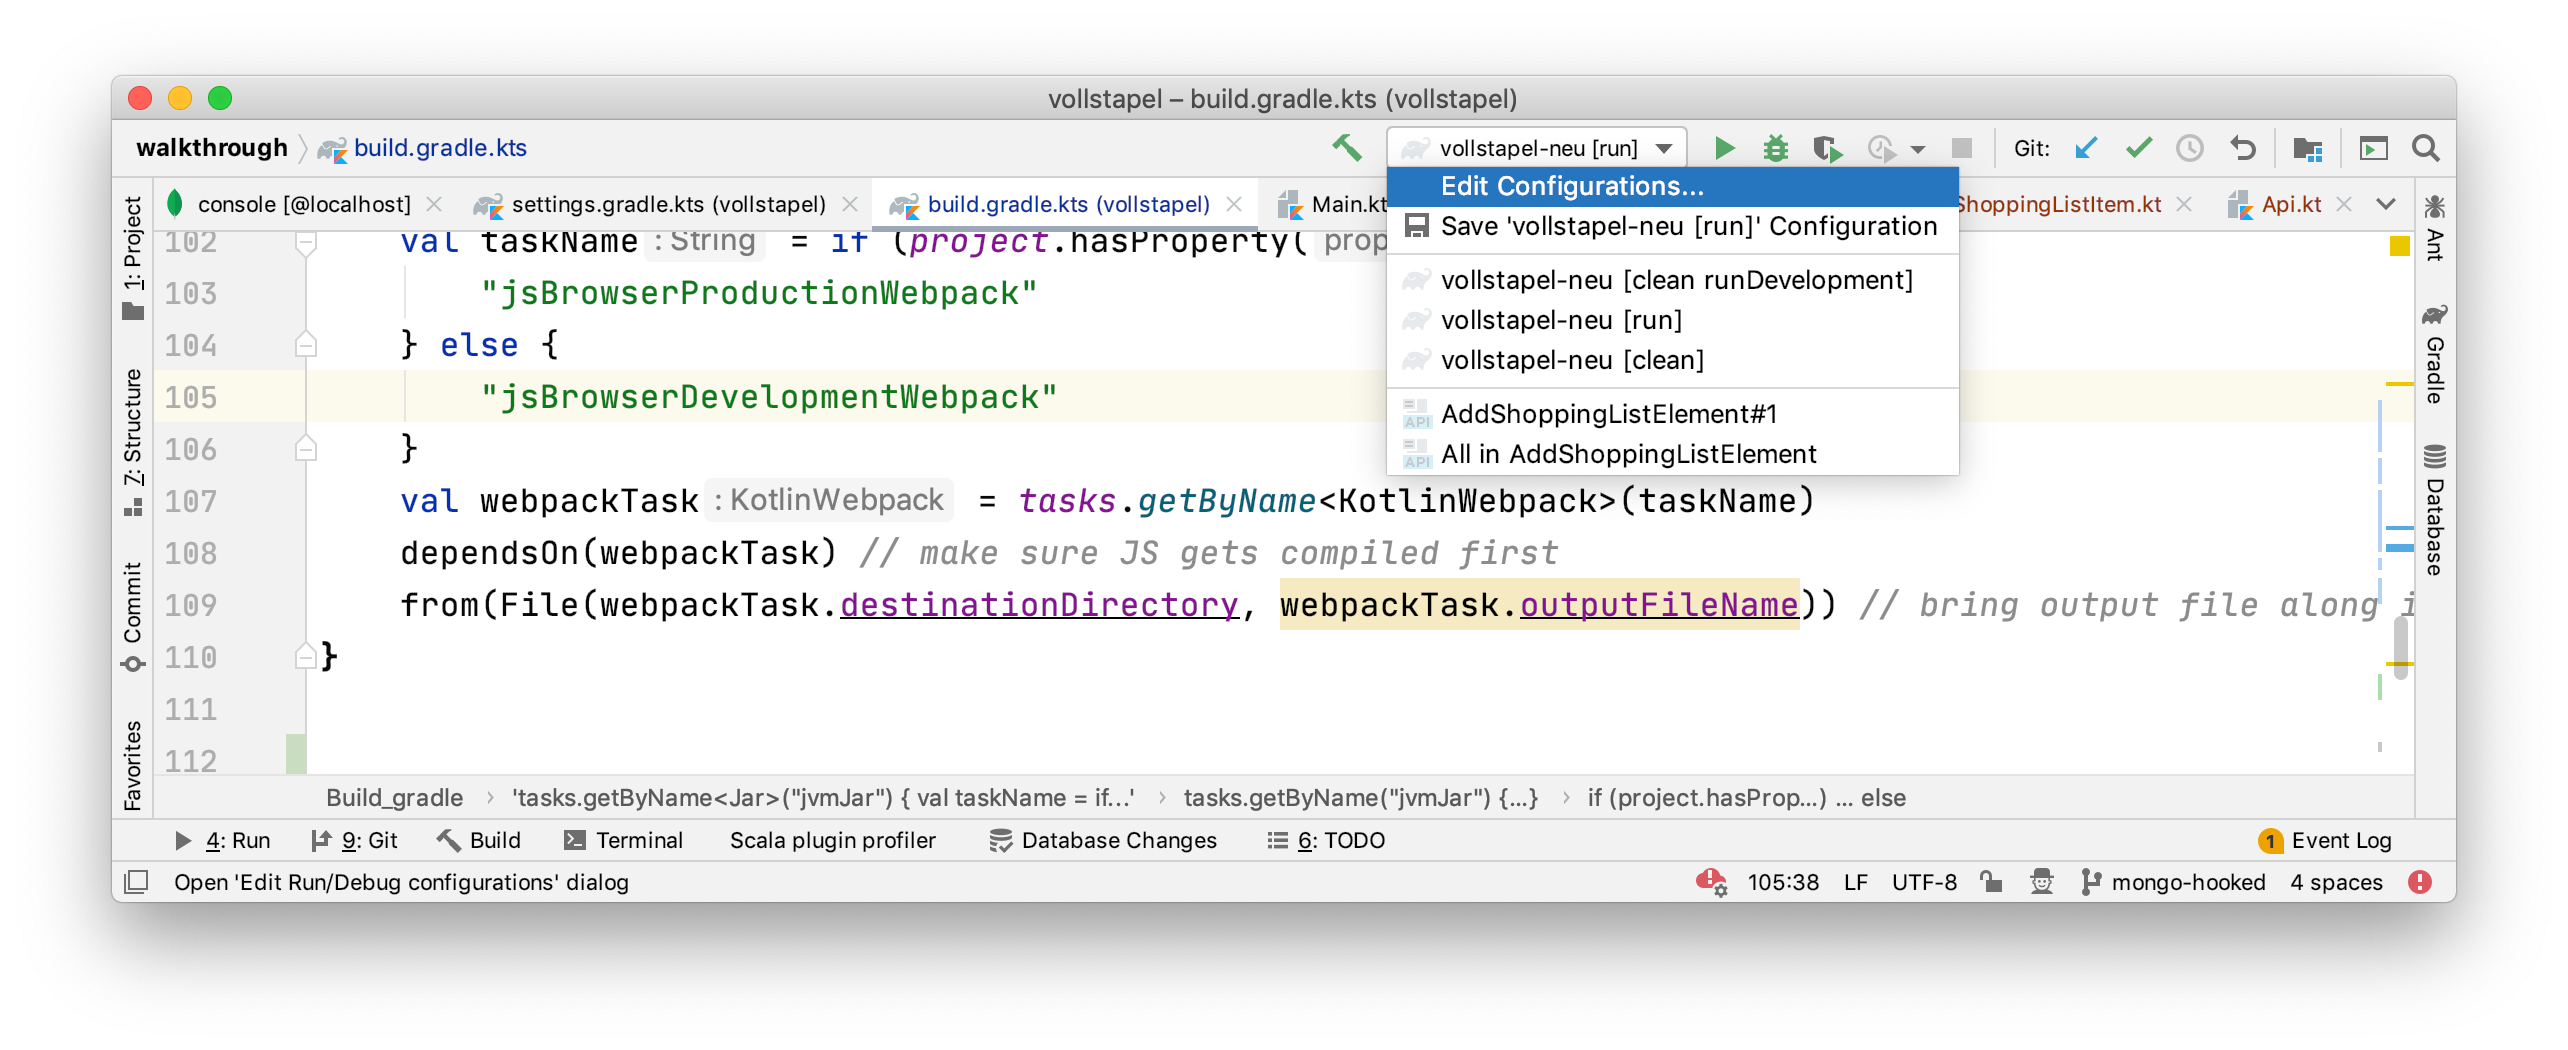 vollstapel – build.gradle.kts (vollstapel)
walkthrough build.gradle.kts vollstapel-neu [run] Git:
console [@localhost] settings.gradle.kts (vollstapel) build.gradle.kts (vollstapel) Main.kt ShoppingListItem.kt Api.kt
Edit Configurations...
Save 'vollstapel-neu [run]' Configuration
vollstapel-neu [clean runDevelopment]
vollstapel-neu [run]
vollstapel-neu [clean]
API AddShoppingListElement#1
API All in AddShoppingListElement
1: Project
7: Structure
Commit
Favorites
102 val taskName : String = if (project.hasProperty( prop
103 "jsBrowserProductionWebpack"
104 } else {
105 "jsBrowserDevelopmentWebpack"
106 }
107 val webpackTask : KotlinWebpack = tasks.getByName<KotlinWebpack>(taskName)
108 dependsOn(webpackTask) // make sure JS gets compiled first
109 from(File(webpackTask.destinationDirectory, webpackTask.outputFileName)) // bring output file along i
110 }
111
112
Ant
Gradle
Database
Build_gradle 'tasks.getByName<Jar>("jvmJar") { val taskName = if...' tasks.getByName("jvmJar") {...} if (project.hasProp...) ... else
4: Run 9: Git Build Terminal Scala plugin profiler Database Changes 6: TODO 1 Event Log
Open 'Edit Run/Debug configurations' dialog 105:38 LF UTF-8 mongo-hooked 4 spaces